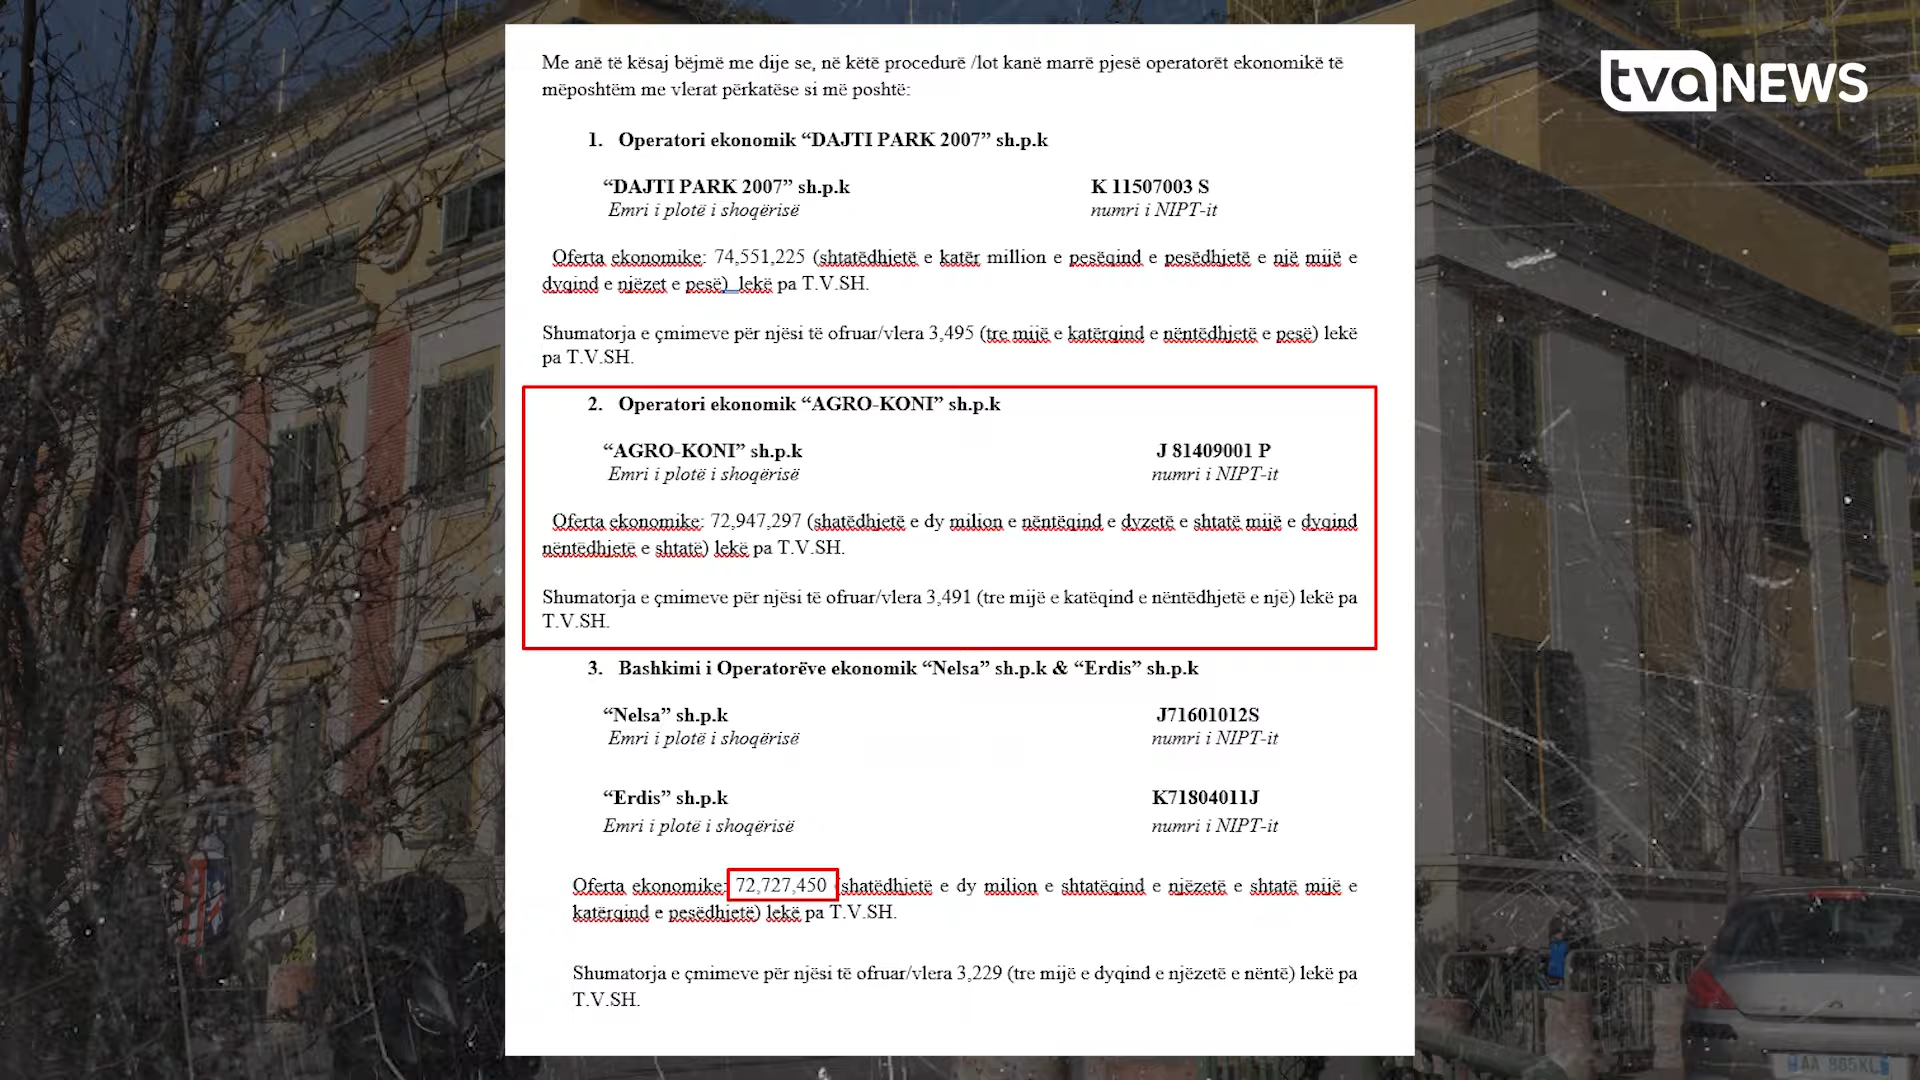 tva NEWS
Me anë të kësaj bëjmë me dije se, në këtë procedurë /lot kanë marrë pjesë operatorët ekonomikë të
mëposhtëm me vlerat përkatëse si më poshtë:
1. Operatori ekonomik “DAJTI PARK 2007” sh.p.k
“DAJTI PARK 2007” sh.p.k K 11507003 S
Emri i plotë i shoqërisë numri i NIPT-it
Oferta ekonomike: 74,551,225 (shtatëdhjetë e katër million e pesëqind e pesëdhjetë e një mijë e
dyqind e njëzet e pesë) lekë pa T.V.SH.
Shumatorja e çmimeve për njësi të ofruar/vlera 3,495 (tre mijë e katërqind e nëntëdhjetë e pesë) lekë
pa T.V.SH.
2. Operatori ekonomik “AGRO-KONI” sh.p.k
“AGRO-KONI” sh.p.k J 81409001 P
Emri i plotë i shoqërisë numri i NIPT-it
Oferta ekonomike: 72,947,297 (shatëdhjetë e dy milion e nëntëqind e dyzetë e shtatë mijë e dyqind
nëntëdhjetë e shtatë) lekë pa T.V.SH.
Shumatorja e çmimeve për njësi të ofruar/vlera 3,491 (tre mijë e katëqind e nëntëdhjetë e një) lekë pa
T.V.SH.
3. Bashkimi i Operatorëve ekonomik “Nelsa” sh.p.k & “Erdis” sh.p.k
“Nelsa” sh.p.k J71601012S
Emri i plotë i shoqërisë numri i NIPT-it
“Erdis” sh.p.k K71804011J
Emri i plotë i shoqërisë numri i NIPT-it
Oferta ekonomike: 72,727,450 (shatëdhjetë e dy milion e shtatëqind e njëzetë e shtatë mijë e
katërqind e pesëdhjetë) lekë pa T.V.SH.
Shumatorja e çmimeve për njësi të ofruar/vlera 3,229 (tre mijë e dyqind e njëzetë e nëntë) lekë pa
T.V.SH.